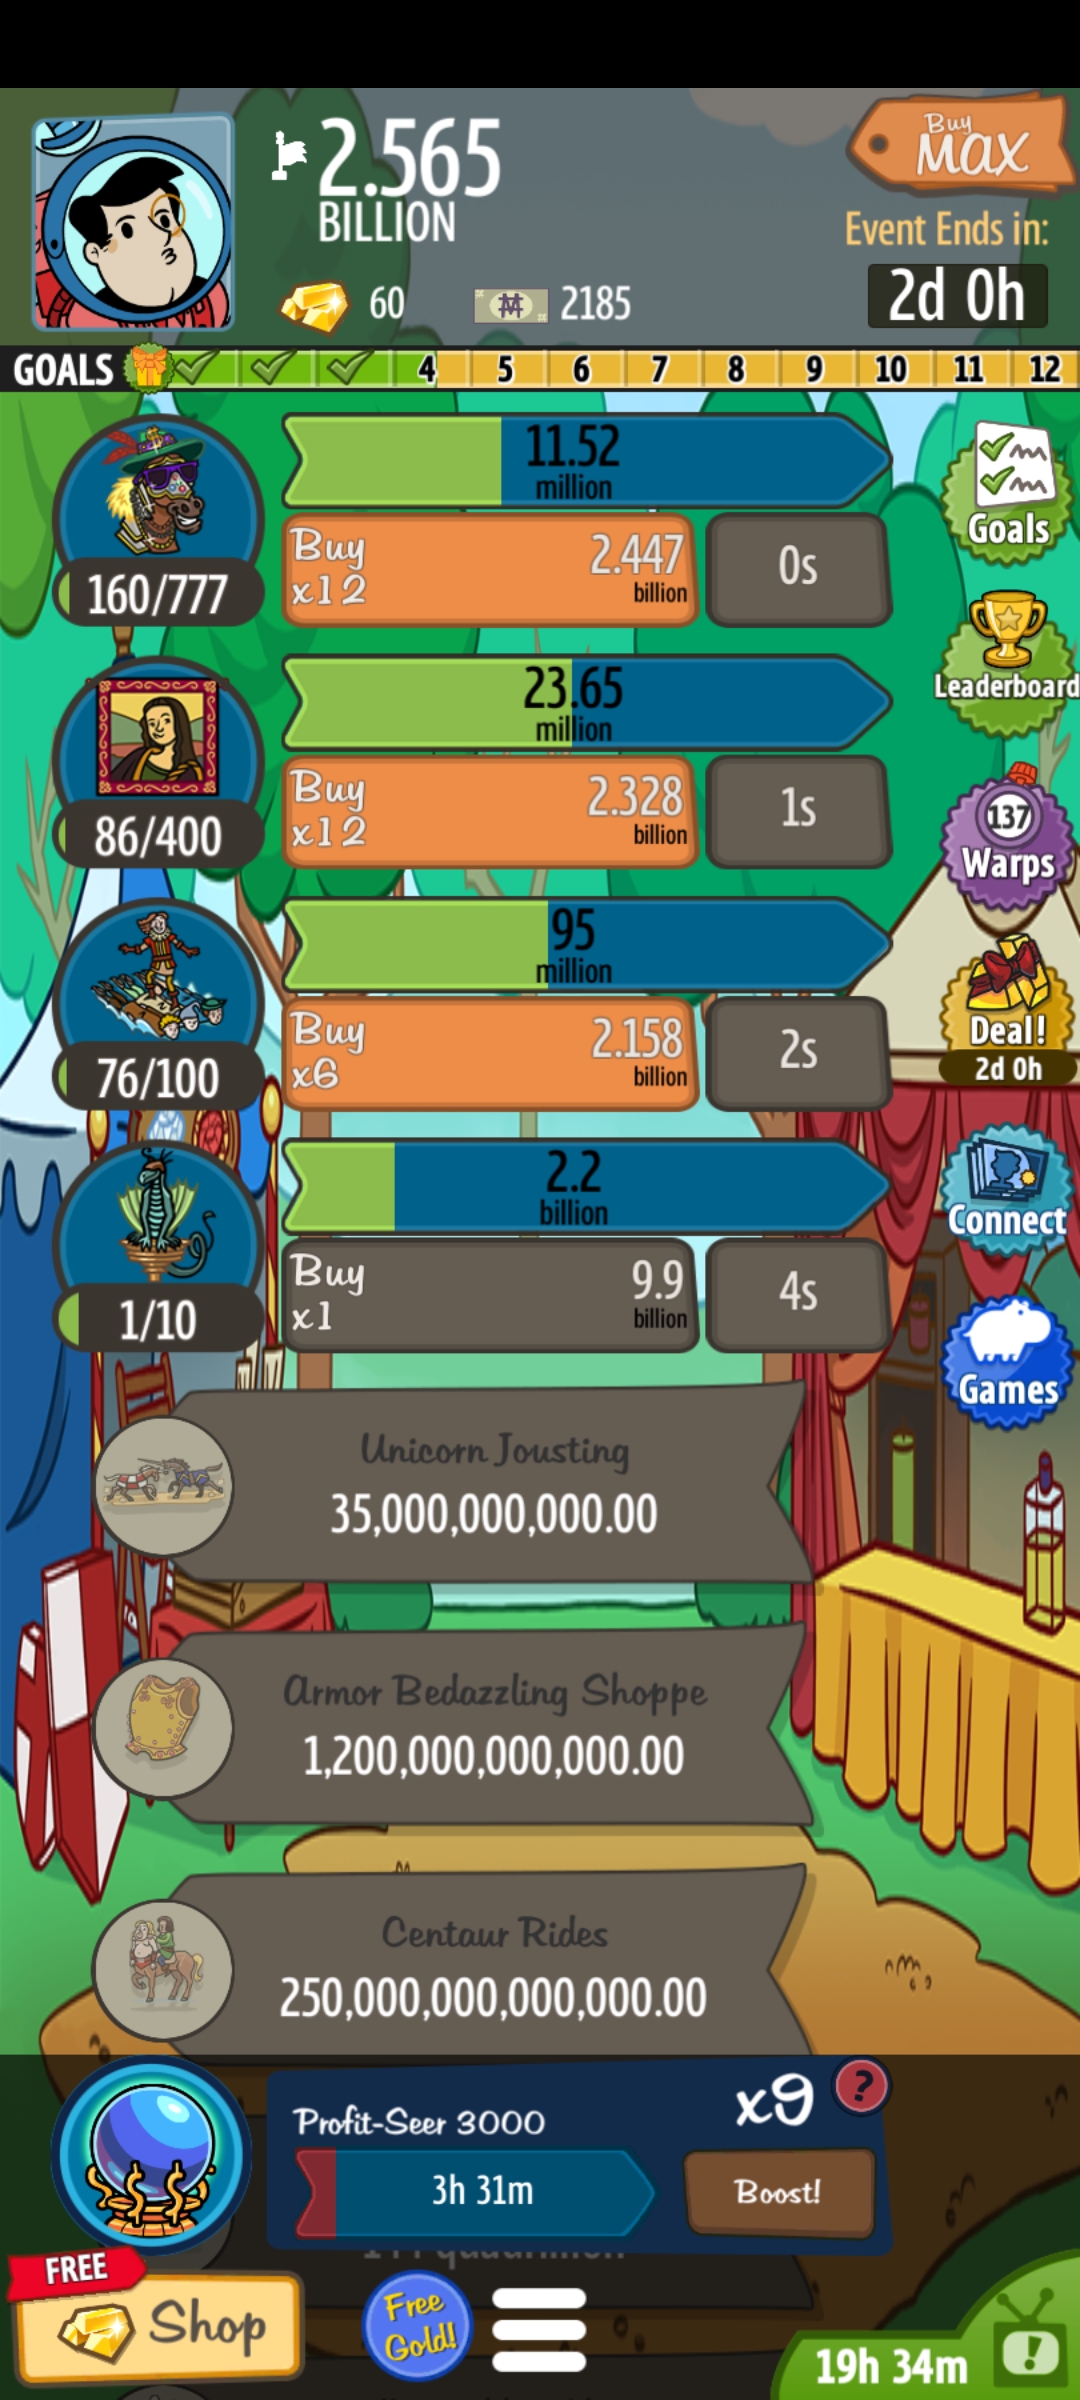 2.565
BILLION
Buy
MAX
Event Ends in:
2d 0h
60
2185
GOALS
4 5 6 7 8 9 10 11 12
11.52
million
Buy
x12
2.447
billion
0s
160/777
Goals
23.65
million
Leaderboard
Buy
x12
2.328
billion
1s
86/400
137
Warps
95
million
Buy
x6
2.158
billion
2s
76/100
Deal!
2d 0h
2.2
billion
Connect
Buy
x1
9.9
billion
4s
1/10
Games
Unicorn Jousting
35,000,000,000.00
Armor Bedazzling Shoppe
1,200,000,000,000.00
Centaur Rides
250,000,000,000,000.00
Profit-Seer 3000
x9
?
3h 31m
Boost!
FREE
Shop
Free
Gold!
19h 34m
!